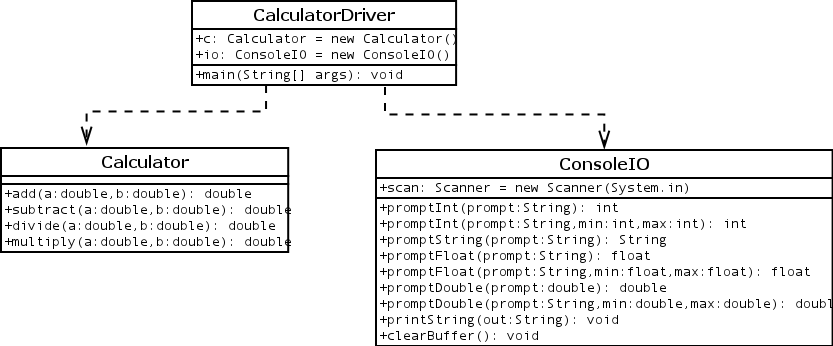 CalculatorDriver
+c: Calculator = new Calculator()
+io: ConsoleIO = new ConsoleIO()
+main(String[] args): void
Calculator
+add(a:double,b:double): double
+subtract(a:double,b:double): double
+divide(a:double,b:double): double
+multiply(a:double,b:double): double
ConsoleIO
+scan: Scanner = new Scanner(System.in)
+promptInt(prompt:String): int
+promptInt(prompt:String,min:int,max:int): int
+promptString(prompt:String): String
+promptFloat(prompt:String): float
+promptFloat(prompt:String,min:float,max:float): float
+promptDouble(prompt:double): double
+promptDouble(prompt:String,min:double,max:double): doubl
+printString(out:String): void
+clearBuffer(): void